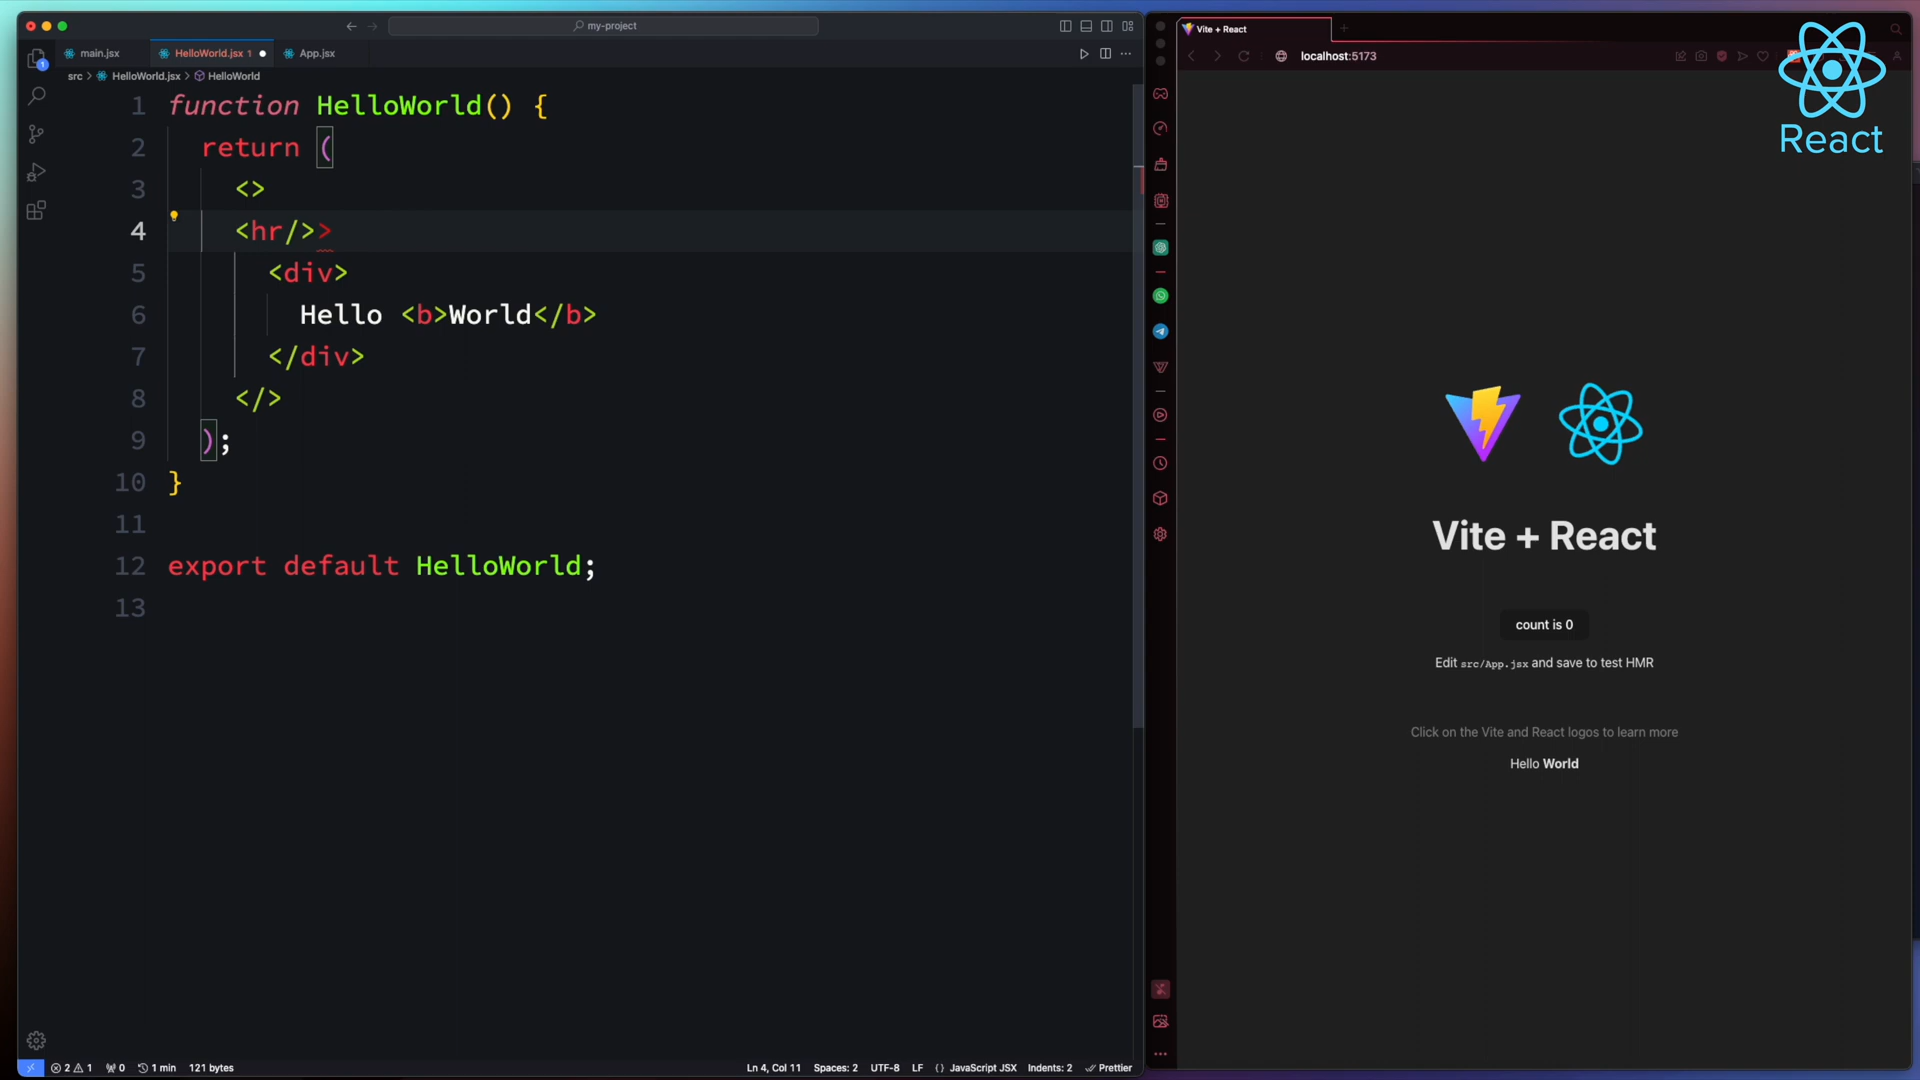 my-project
main.jsx
HelloWorld.jsx 1
App.jsx
src > HelloWorld.jsx > HelloWorld
1 function HelloWorld() {
2 return (
3 <>
4 <hr/>>
5 <div>
6 Hello <b>World</b>
7 </div>
8 </>
9 );
10 }
11
12 export default HelloWorld;
13
1
2 1 0 1 min 121 bytes
Ln 4, Col 11 Spaces: 2 UTF-8 LF {} JavaScript JSX Indents: 2 Prettier
Vite + React
localhost:5173
React
Vite + React
count is 0
Edit src/App.jsx and save to test HMR
Click on the Vite and React logos to learn more
Hello World